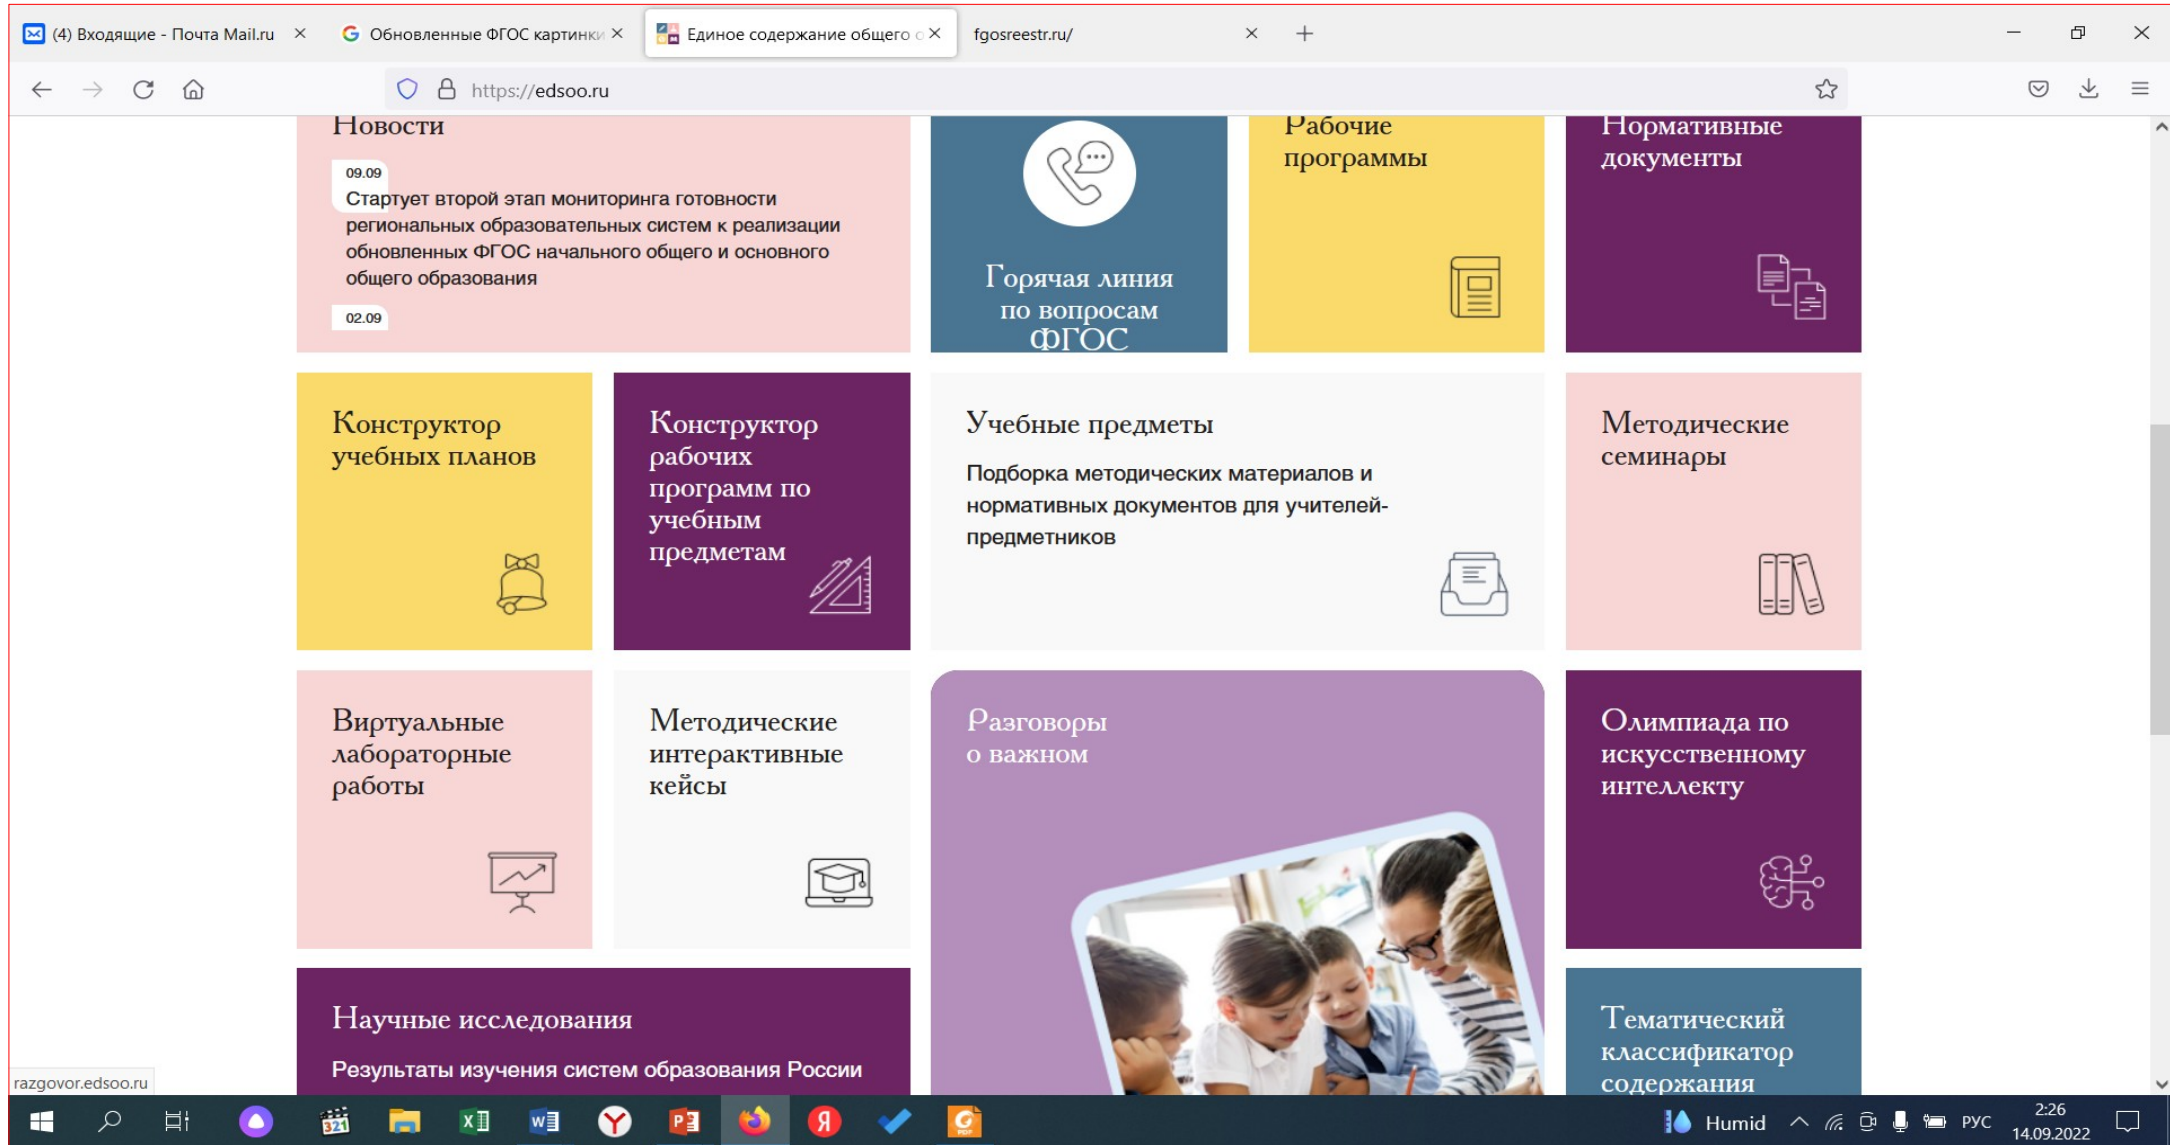 (4) Входящие - Почта Mail.ru
Обновленные ФГОС картинки
Единое содержание общего о
fgosreestr.ru/
https://edsoo.ru
Новости
09.09
Стартует второй этап мониторинга готовности
региональных образовательных систем к реализации
обновленных ФГОС начального общего и основного
общего образования
02.09
Горячая линия
по вопросам
ФГОС
Рабочие
программы
Нормативные
документы
Конструктор
учебных планов
Конструктор
рабочих
программ по
учебным
предметам
Учебные предметы
Подборка методических материалов и
нормативных документов для учителей-
предметников
Методические
семинары
Виртуальные
лабораторные
работы
Методические
интерактивные
кейсы
Разговоры
о важном
Олимпиада по
искусственному
интеллекту
Научные исследования
Результаты изучения систем образования России
Тематический
классификатор
содержания
razgovor.edsoo.ru
321
Humid
РУС
2:26
14.09.2022